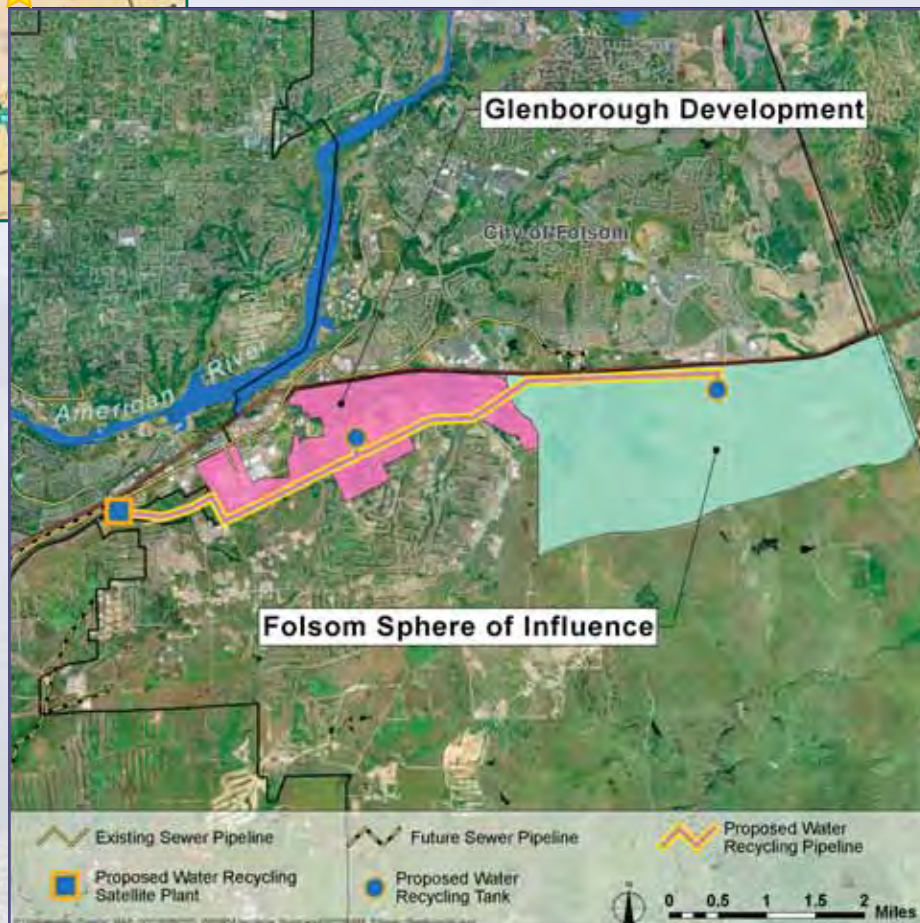 Glenborough Development
City of Folsom
American River
Folsom Sphere of Influence
Existing Sewer Pipeline
Future Sewer Pipeline
Proposed Water
Recycling Pipeline
Proposed Water Recycling
Satellite Plant
Proposed Water
Recycling Tank
0 0.5 1 1.5 2
Miles